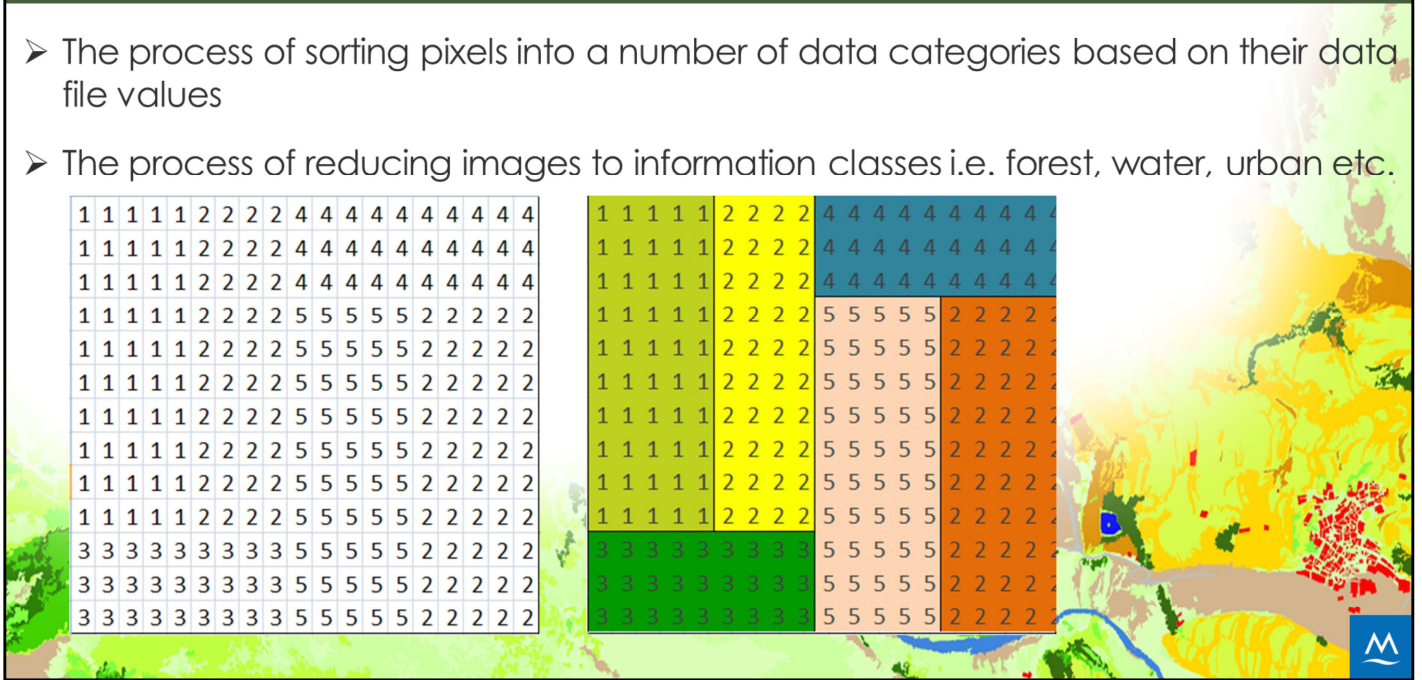 ➢ The process of sorting pixels into a number of data categories based on their data
file values
➢ The process of reducing images to information classes i.e. forest, water, urban etc.
1 1 1 1 1 2 2 2 2 4 4 4 4 4 4 4 4 4 4
1 1 1 1 1 2 2 2 2 4 4 4 4 4 4 4 4 4 4
1 1 1 1 1 2 2 2 2 4 4 4 4 4 4 4 4 4 4
1 1 1 1 1 2 2 2 2 5 5 5 5 5 2 2 2 2 2
1 1 1 1 1 2 2 2 2 5 5 5 5 5 2 2 2 2 2
1 1 1 1 1 2 2 2 2 5 5 5 5 5 2 2 2 2 2
1 1 1 1 1 2 2 2 2 5 5 5 5 5 2 2 2 2 2
1 1 1 1 1 2 2 2 2 5 5 5 5 5 2 2 2 2 2
1 1 1 1 1 2 2 2 2 5 5 5 5 5 2 2 2 2 2
1 1 1 1 1 2 2 2 2 5 5 5 5 5 2 2 2 2 2
3 3 3 3 3 3 3 3 3 5 5 5 5 5 2 2 2 2 2
3 3 3 3 3 3 3 3 3 5 5 5 5 5 2 2 2 2 2
3 3 3 3 3 3 3 3 3 5 5 5 5 5 2 2 2 2 2
1 1 1 1 1 2 2 2 2 4 4 4 4 4 4 4 4 4 4
1 1 1 1 1 2 2 2 2 4 4 4 4 4 4 4 4 4 4
1 1 1 1 1 2 2 2 2 4 4 4 4 4 4 4 4 4 4
1 1 1 1 1 2 2 2 2 5 5 5 5 5 2 2 2 2 2
1 1 1 1 1 2 2 2 2 5 5 5 5 5 2 2 2 2 2
1 1 1 1 1 2 2 2 2 5 5 5 5 5 2 2 2 2 2
1 1 1 1 1 2 2 2 2 5 5 5 5 5 2 2 2 2 2
1 1 1 1 1 2 2 2 2 5 5 5 5 5 2 2 2 2 2
1 1 1 1 1 2 2 2 2 5 5 5 5 5 2 2 2 2 2
1 1 1 1 1 2 2 2 2 5 5 5 5 5 2 2 2 2 2
3 3 3 3 3 3 3 3 3 5 5 5 5 5 2 2 2 2 2
3 3 3 3 3 3 3 3 3 5 5 5 5 5 2 2 2 2 2
3 3 3 3 3 3 3 3 3 5 5 5 5 5 2 2 2 2 2